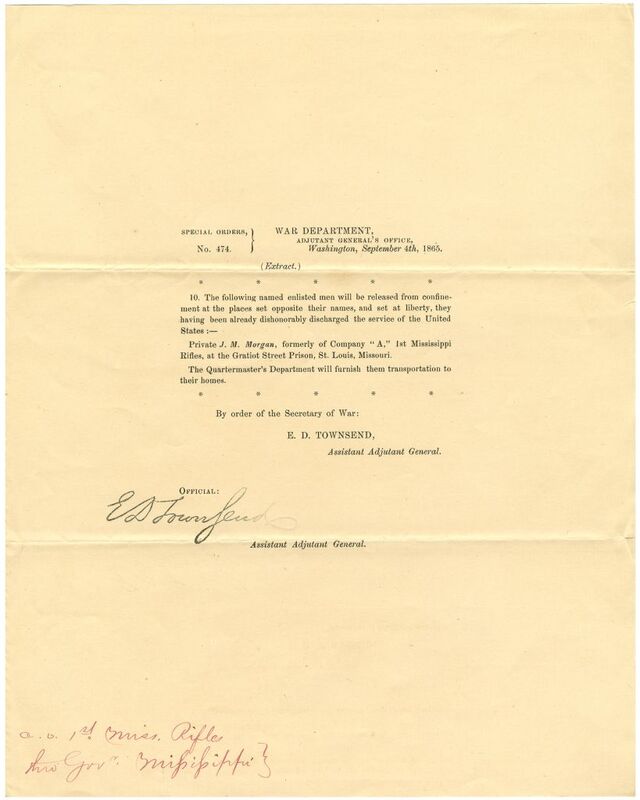 SPECIAL ORDERS, } WAR DEPARTMENT,
ADJUTANT GENERAL'S OFFICE,
No. 474. Washington, September 4th, 1865.
(Extract.)
* * * * *
10. The following named enlisted men will be released from confine-
ment at the places set opposite their names, and set at liberty, they
having been already dishonorably discharged the service of the United
States :—
Private J. M. Morgan, formerly of Company "A," 1st Mississippi
Rifles, at the Gratiot Street Prison, St. Louis, Missouri.
The Quartermaster's Department will furnish them transportation to
their homes.
* * * * *
By order of the Secretary of War:
E. D. TOWNSEND,
Assistant Adjutant General.
OFFICIAL:
E D Townsend
Assistant Adjutant General.
1st. Miss. Rifles
Gov. Mississippi }